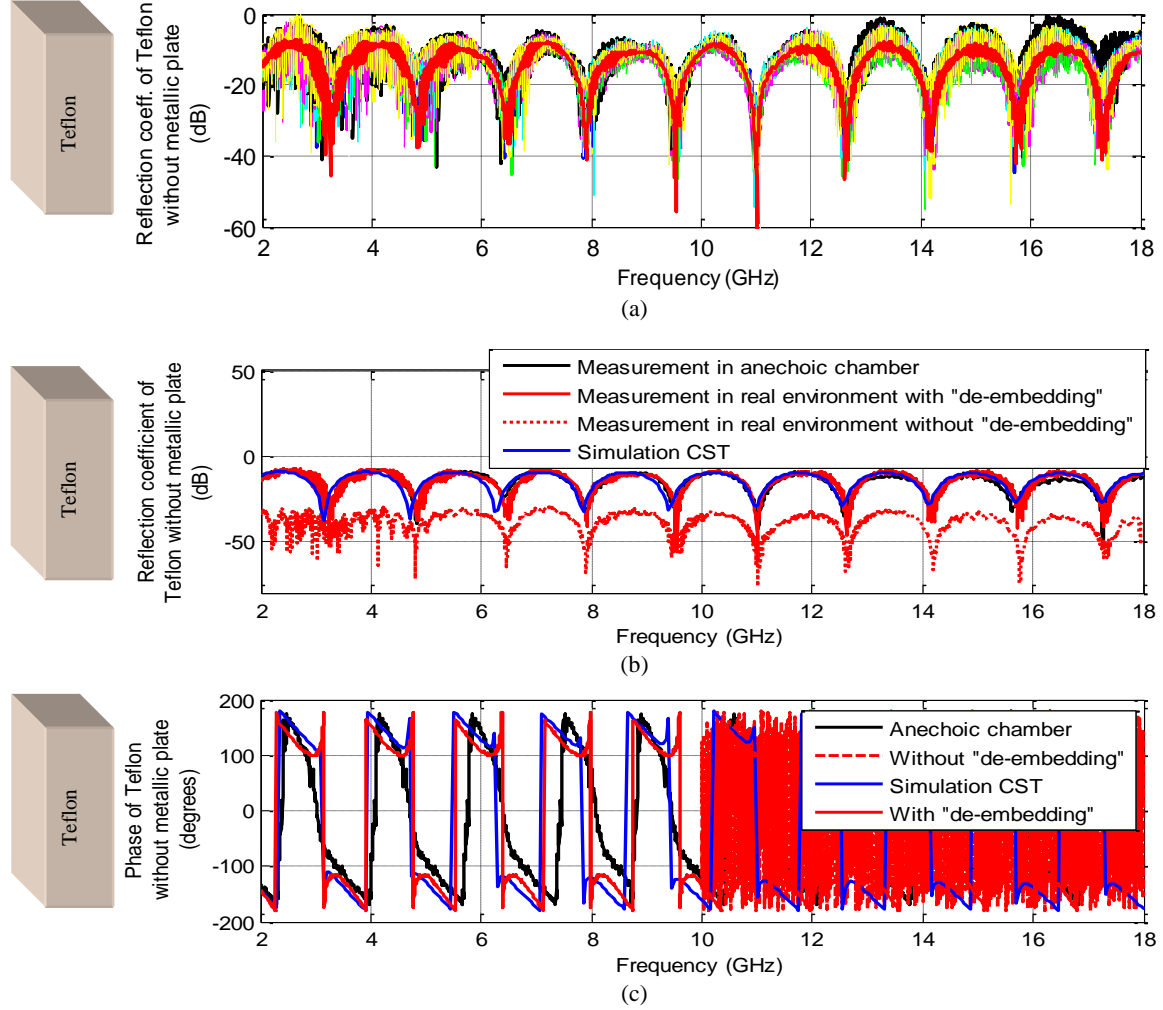 Teflon
Reflection coeff. of Teflon
without metallic plate
(dB)
0
-20
-40
-60
2 4 6 8 10 12 14 16 18
Frequency (GHz)
(a)
Teflon
Reflection coefficient of
Teflon without metallic plate
(dB)
50
0
-50
Measurement in anechoic chamber
Measurement in real environment with "de-embedding"
Measurement in real environment without "de-embedding"
Simulation CST
2 4 6 8 10 12 14 16 18
Frequency (GHz)
(b)
Teflon
Phase of Teflon
without metallic plate
(degrees)
200
100
0
-100
-200
Anechoic chamber
Without "de-embedding"
Simulation CST
With "de-embedding"
2 4 6 8 10 12 14 16 18
Frequency (GHz)
(c)